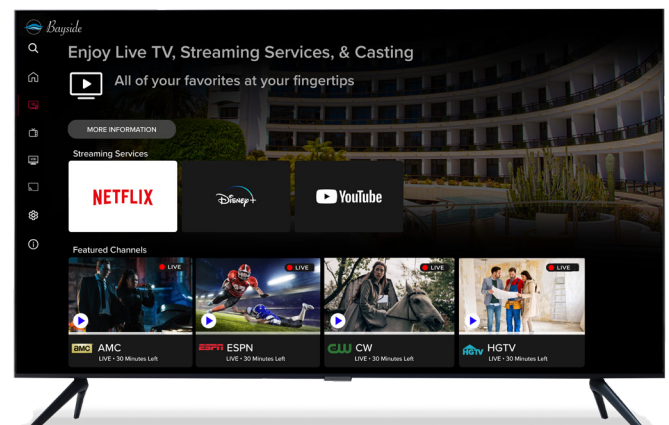 Bayside
Enjoy Live TV, Streaming Services, & Casting
All of your favorites at your fingertips
MORE INFORMATION
Streaming Services
NETFLIX
Disney+
YouTube
Featured Channels
LIVE
LIVE
LIVE
LIVE
aMC AMC
LIVE • 30 Minutes Left
ESPN ESPN
LIVE • 30 Minutes Left
CW CW
LIVE • 30 Minutes Left
HGTV HGTV
LIVE • 30 Minutes Left